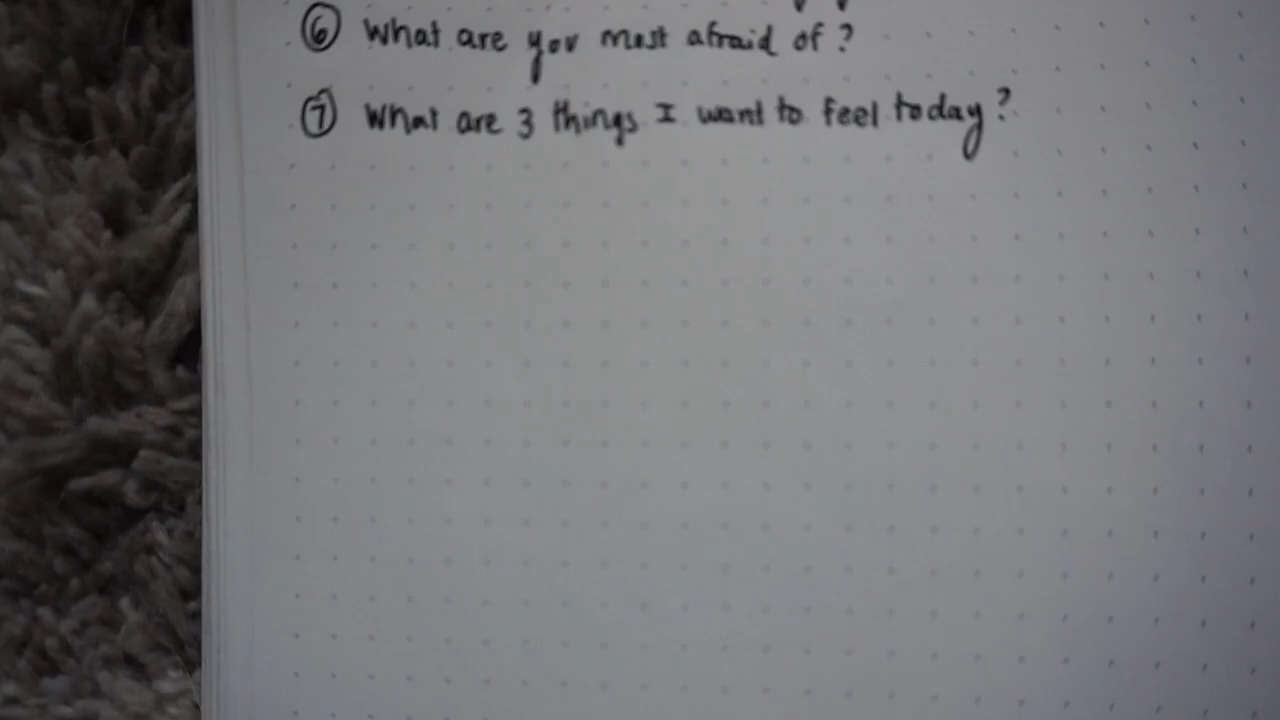 ⑥ What are you most afraid of ?
⑦ What are 3 things I want to feel today ?